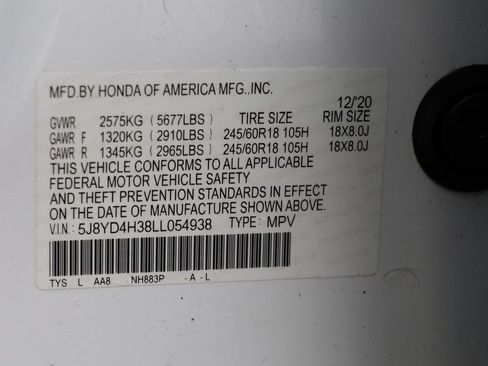 MFD.BY HONDA OF AMERICA MFG.,INC.
12/'20
GVWR 2575KG (5677LBS) TIRE SIZE RIM SIZE
GAWR F 1320KG (2910LBS) 245/60R18 105H 18X8.0J
GAWR R 1345KG (2965LBS) 245/60R18 105H 18X8.0J
THIS VEHICLE CONFORMS TO ALL APPLICABLE
FEDERAL MOTOR VEHICLE SAFETY
AND THEFT PREVENTION STANDARDS IN EFFECT
ON THE DATE OF MANUFACTURE SHOWN ABOVE.
V.I.N: 5J8YD4H38LL054938 TYPE: MPV
TYS L AA8 - NH883P - A - L